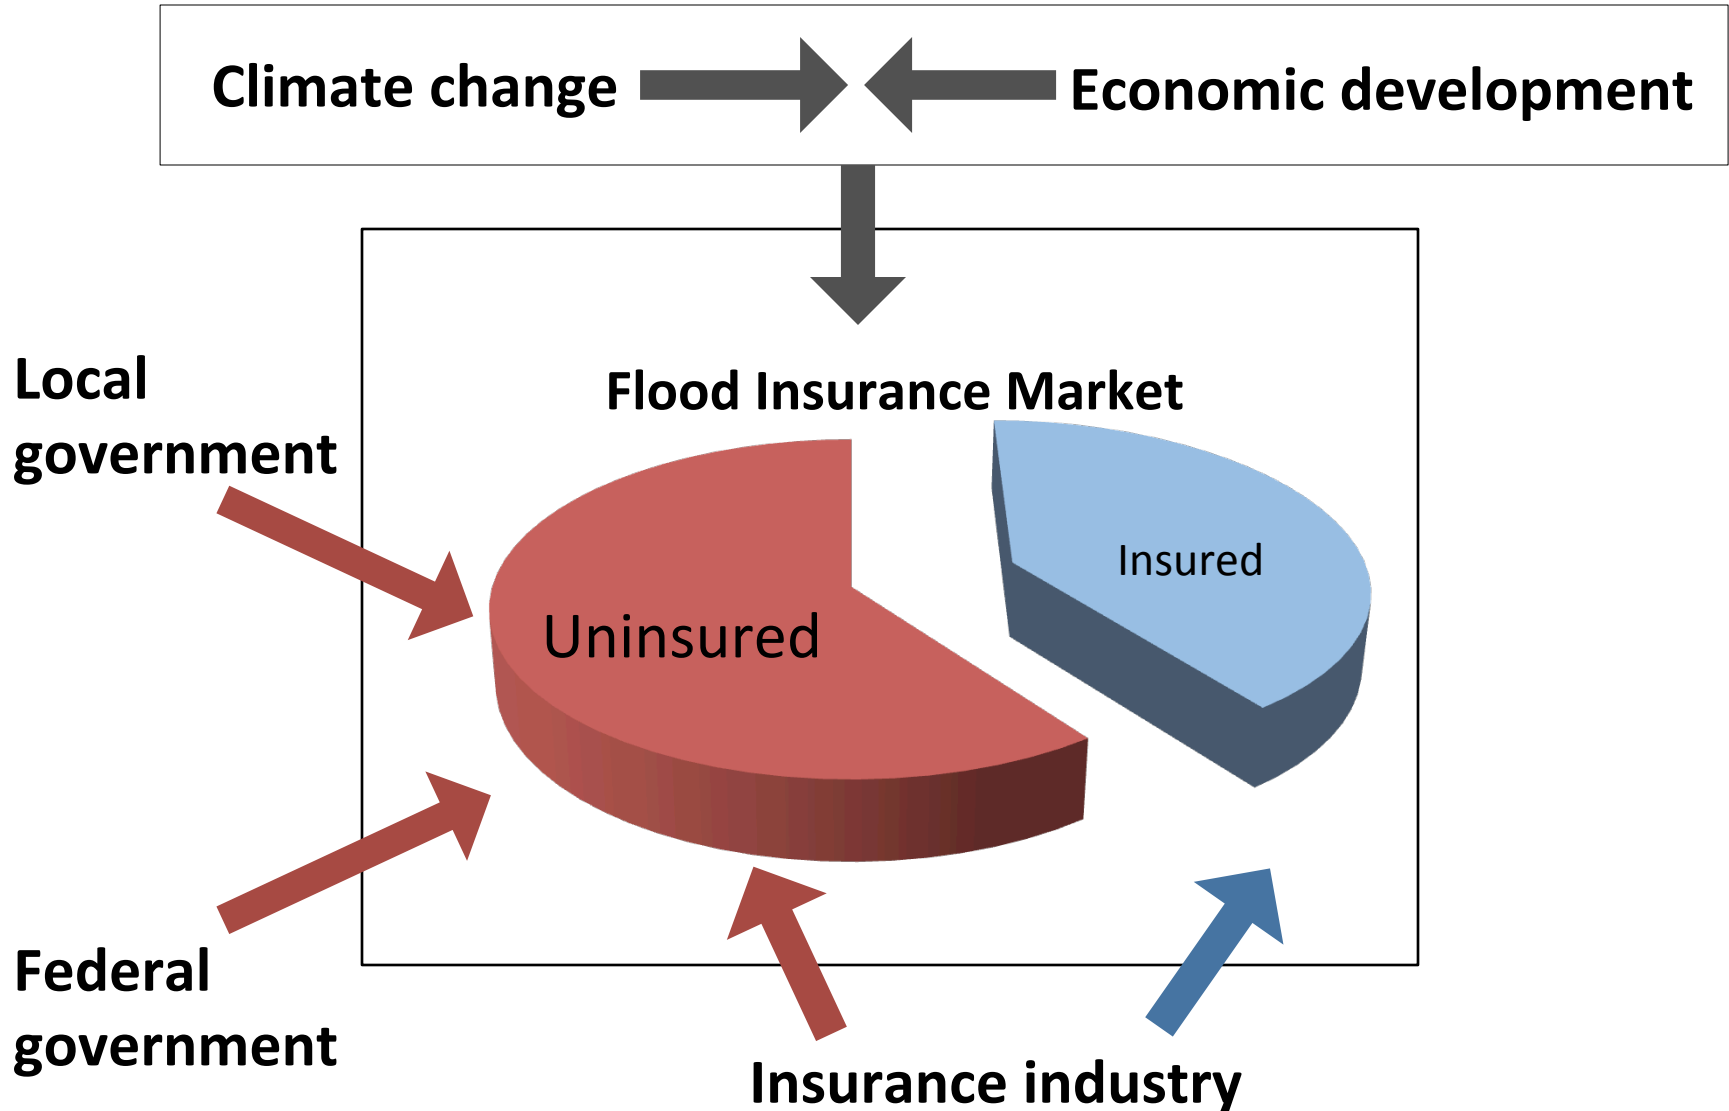 Climate change
Economic development
Flood Insurance Market
Local
government
Insured
Uninsured
Federal
government
Insurance industry